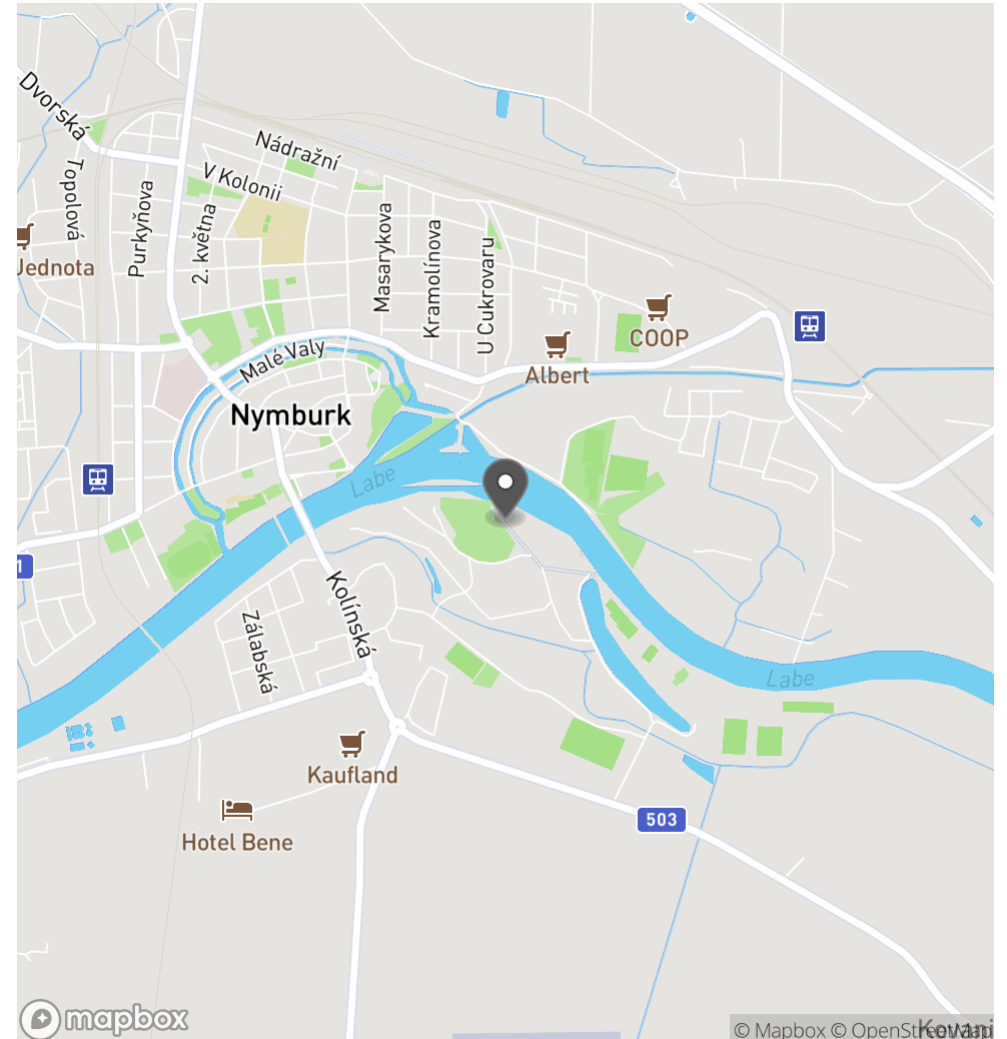 Dvorská
Topolová
Purkyňova
2. května
Nádražní
V Kolonii
Masarykova
Kramolínova
U Cukrovaru
Jednota
COOP
Albert
Malé Valy
Nymburk
Labe
Kolínská
Zálabská
Labe
Kaufland
Hotel Bene
503
mapbox
© Mapbox © OpenStreetMap